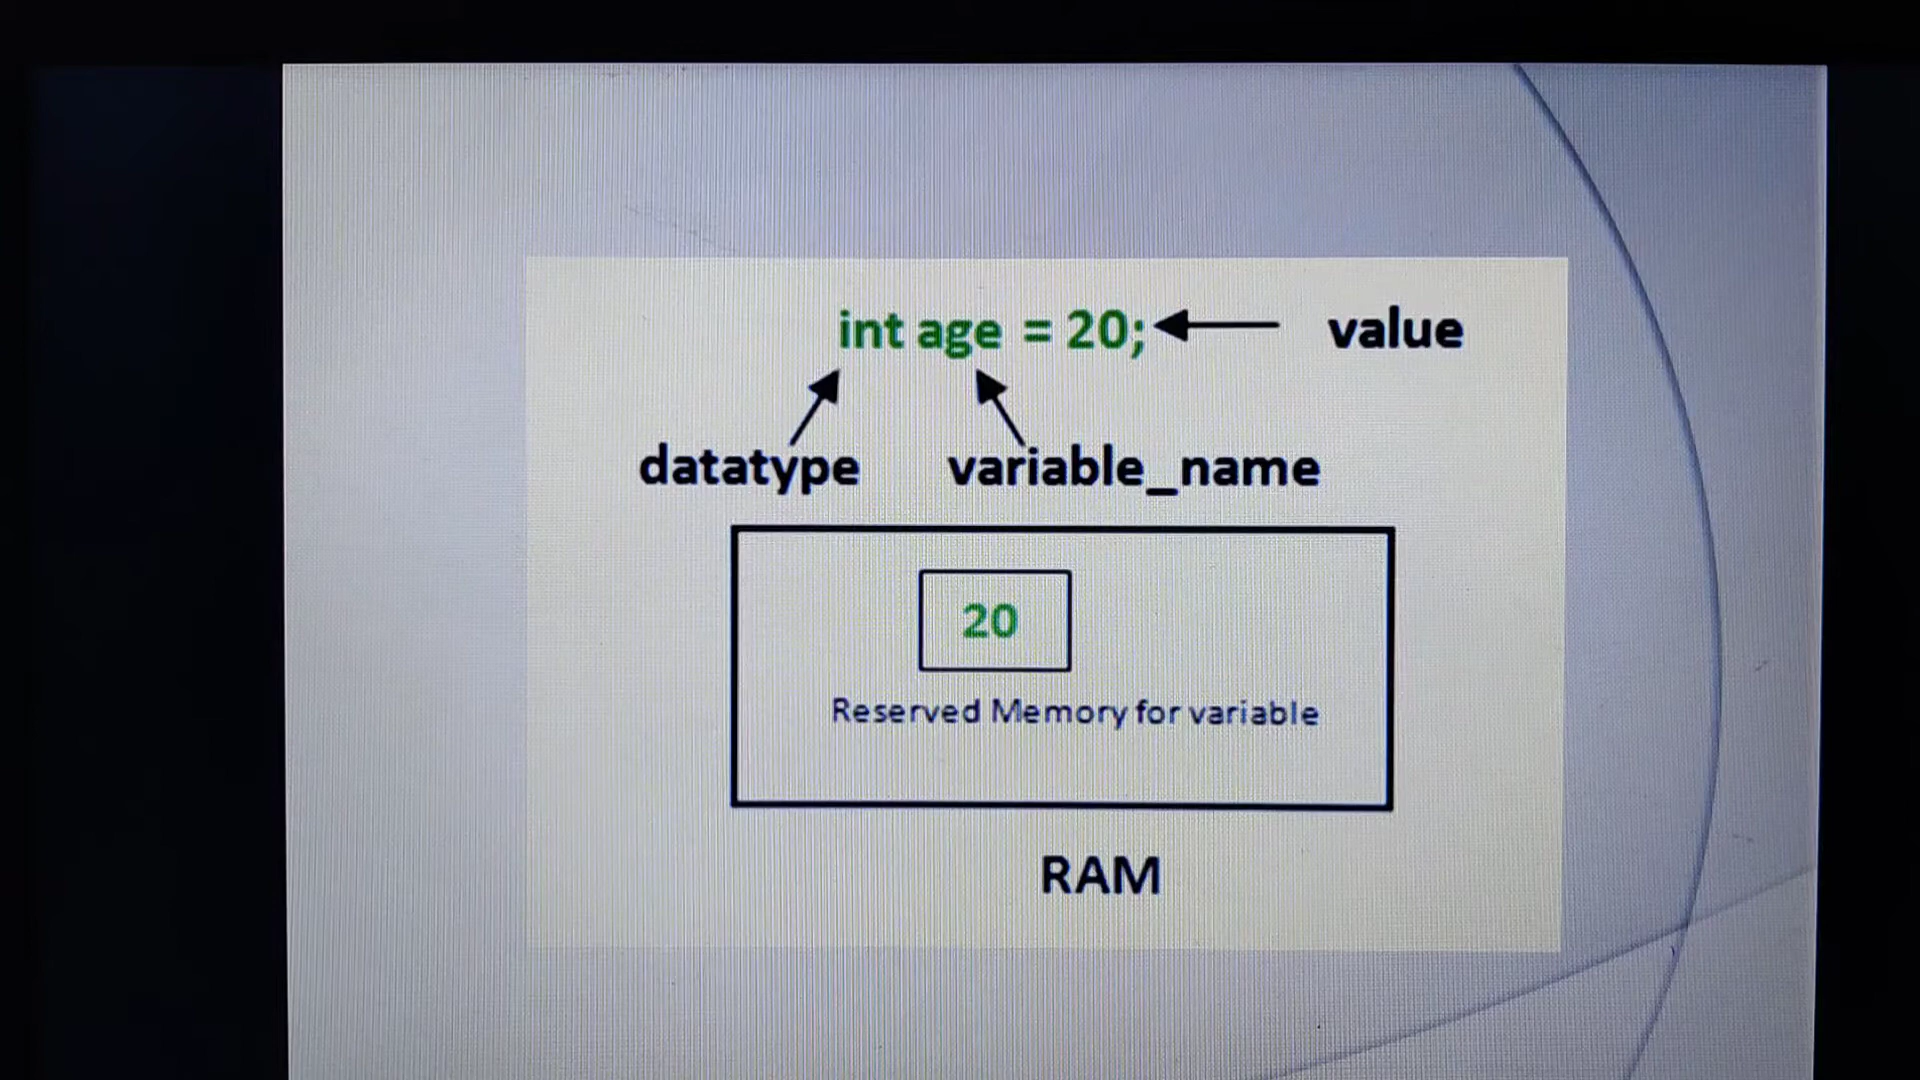 int age = 20; value
datatype variable_name
20
Reserved Memory for variable
RAM